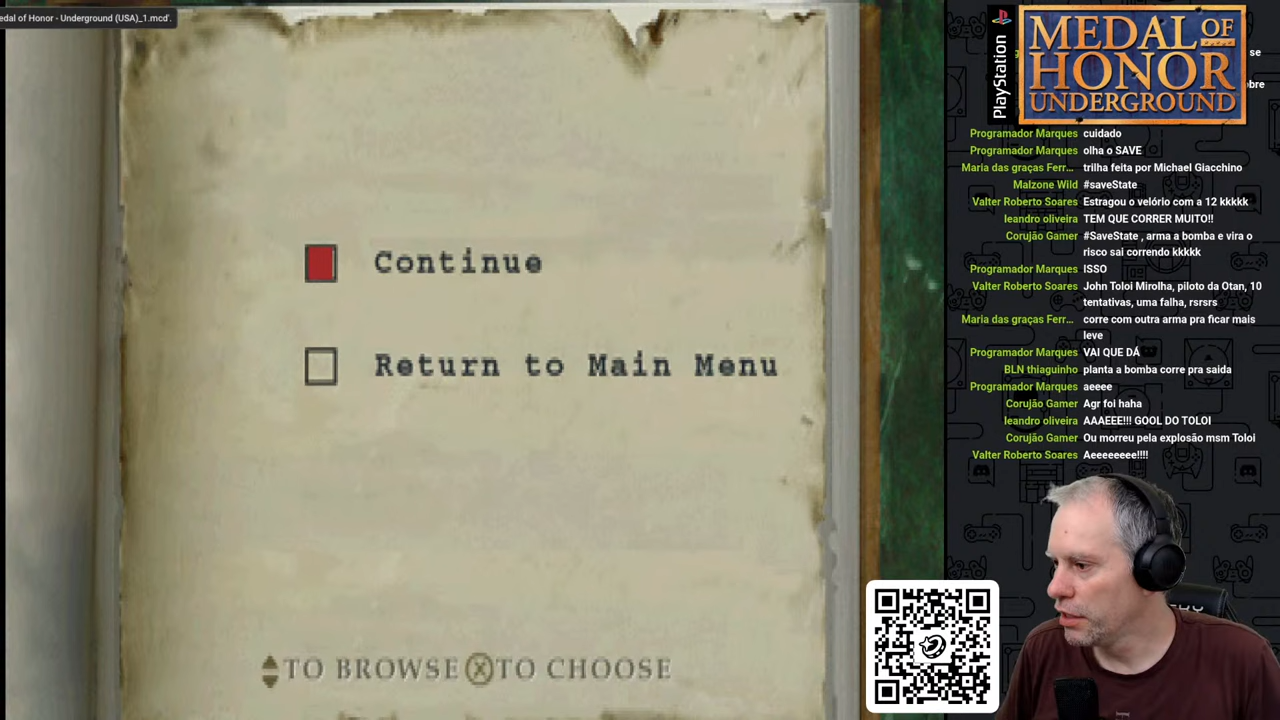 edal of Honor - Underground (USA)_1.mcd'.
Continue
Return to Main Menu
TO BROWSE X TO CHOOSE
PlayStation
MEDAL OF
HONOR
UNDERGROUND
se
bre
Programador Marques cuidado
Programador Marques olha o SAVE
Maria das graças Ferr... trilha feita por Michael Giacchino
Malzone Wild #saveState
Valter Roberto Soares Estragou o velório com a 12 kkkkk
leandro oliveira TEM QUE CORRER MUITO!!
Corujão Gamer #SaveState , arma a bomba e vira o
risco sai correndo kkkkk
Programador Marques ISSO
Valter Roberto Soares John Toloi Mirolha, piloto da Otan, 10
tentativas, uma falha, rsrsrs
Maria das graças Ferr... corre com outra arma pra ficar mais
leve
Programador Marques VAI QUE DÁ
BLN thiaguinho planta a bomba corre pra saida
Programador Marques aeeee
Corujão Gamer Agr foi haha
leandro oliveira AAAEEE!!! GOOL DO TOLOI
Corujão Gamer Ou morreu pela explosão msm Toloi
Valter Roberto Soares Aeeeeeeee!!!!